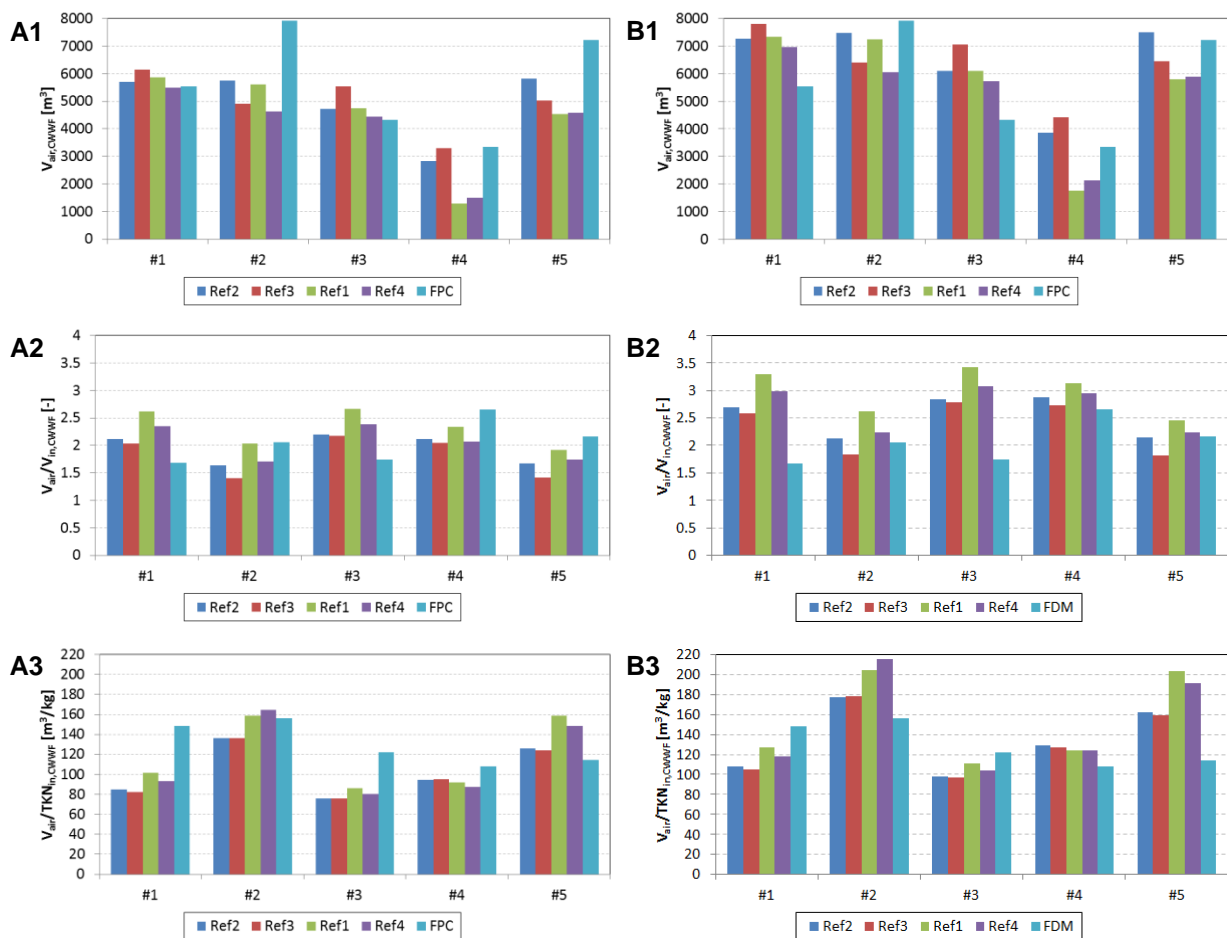 A1
V_air,CWWF [m³]
8000
7000
6000
5000
4000
3000
2000
1000
0
#1 #2 #3 #4 #5
Ref2 Ref3 Ref1 Ref4 FPC
B1
V_air,CWWF [m³]
8000
7000
6000
5000
4000
3000
2000
1000
0
#1 #2 #3 #4 #5
Ref2 Ref3 Ref1 Ref4 FPC
A2
V_air/V_in,CWWF [-]
4
3.5
3
2.5
2
1.5
1
0.5
0
#1 #2 #3 #4 #5
Ref2 Ref3 Ref1 Ref4 FPC
B2
V_air/V_in,CWWF [-]
4
3.5
3
2.5
2
1.5
1
0.5
0
#1 #2 #3 #4 #5
Ref2 Ref3 Ref1 Ref4 FDM
A3
V_air/TKN_in,CWWF [m³/kg]
220
200
180
160
140
120
100
80
60
40
20
0
#1 #2 #3 #4 #5
Ref2 Ref3 Ref1 Ref4 FPC
B3
V_air/TKN_in,CWWF [m³/kg]
220
200
180
160
140
120
100
80
60
40
20
0
#1 #2 #3 #4 #5
Ref2 Ref3 Ref1 Ref4 FDM